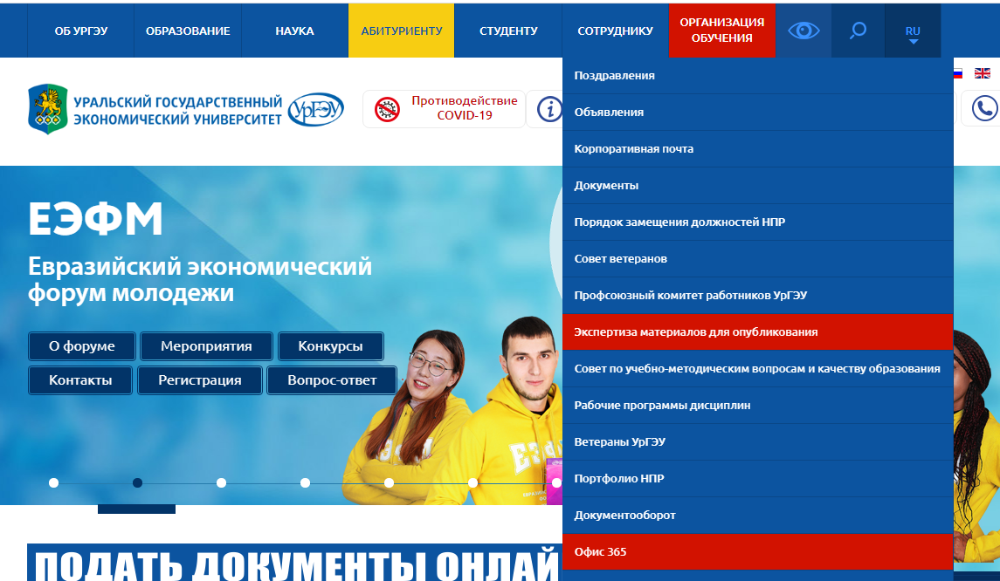 ОБ УРГЭУ
ОБРАЗОВАНИЕ
НАУКА
АБИТУРИЕНТУ
СТУДЕНТУ
СОТРУДНИКУ
ОРГАНИЗАЦИЯ
ОБУЧЕНИЯ
RU
УРАЛЬСКИЙ ГОСУДАРСТВЕННЫЙ
ЭКОНОМИЧЕСКИЙ УНИВЕРСИТЕТ
УрГЭУ
Противодействие
COVID-19
Поздравления
Объявления
Корпоративная почта
Документы
Порядок замещения должностей НПР
Совет ветеранов
Профсоюзный комитет работников УрГЭУ
Экспертиза материалов для опубликования
Совет по учебно-методическим вопросам и качеству образования
Рабочие программы дисциплин
Ветераны УрГЭУ
Портфолио НПР
Документооборот
Офис 365
ЕЭФМ
Евразийский экономический
форум молодежи
О форуме
Мероприятия
Конкурсы
Контакты
Регистрация
Вопрос-ответ
ПОДАТЬ ДОКУМЕНТЫ ОНЛАЙ